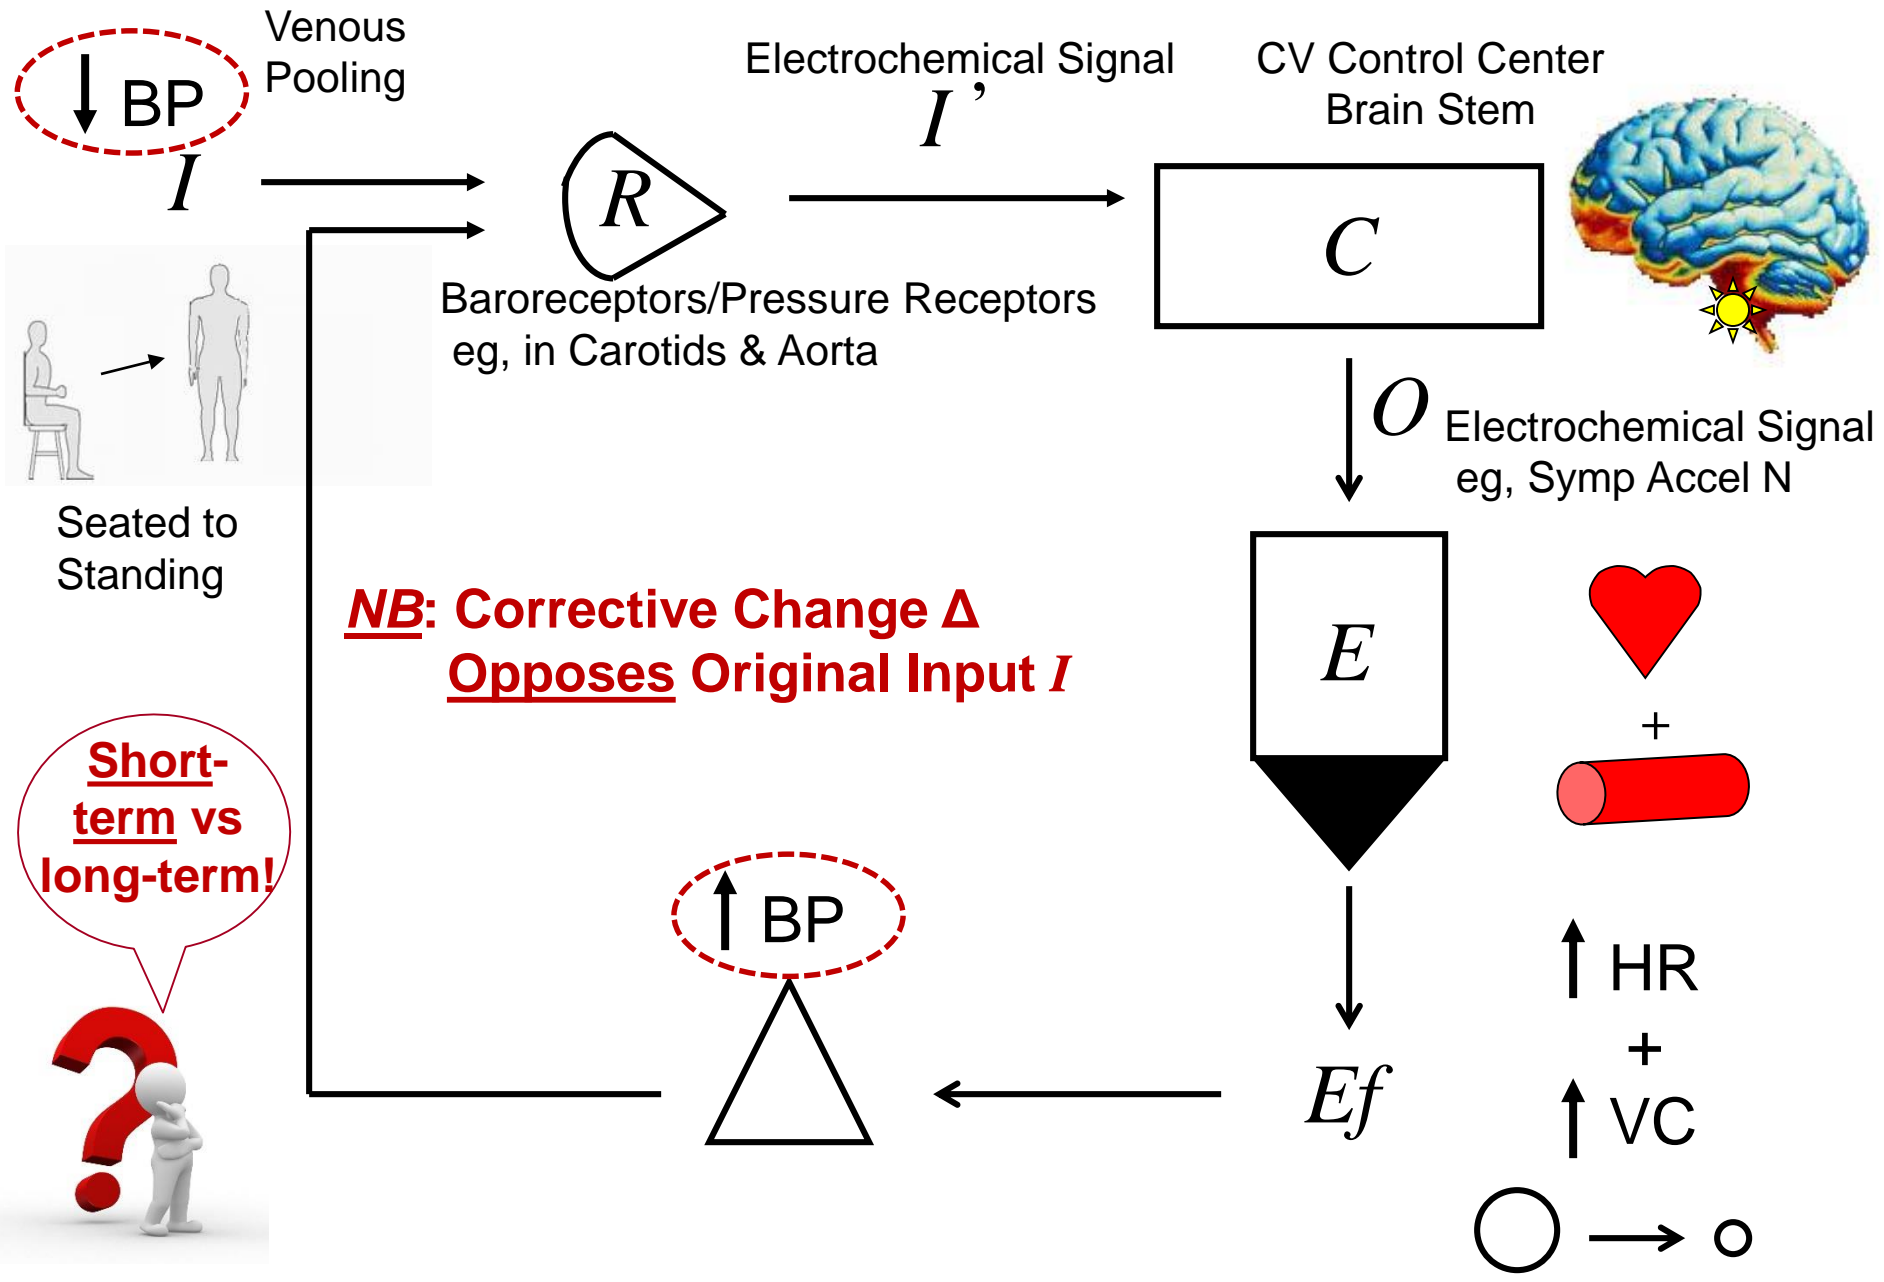 Venous
Pooling
↓ BP
I
Electrochemical Signal
I’
CV Control Center
Brain Stem
R
C
Baroreceptors/Pressure Receptors
eg, in Carotids & Aorta
O
Electrochemical Signal
eg, Symp Accel N
Seated to
Standing
NB: Corrective Change Δ
Opposes Original Input I
E
+
Short-
term vs
long-term!
↑ BP
↑ HR
+
↑ VC
Ef